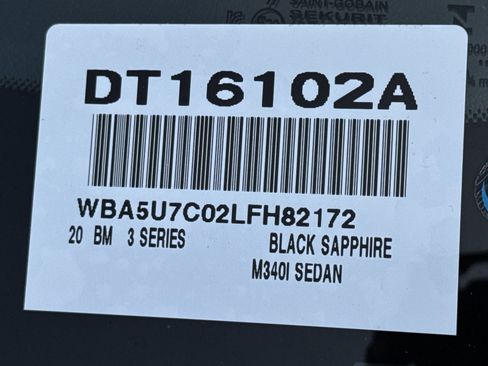 SAINT-GOBAIN
SEKURIT
DT16102A
WBA5U7C02LFH82172
20 BM 3 SERIES BLACK SAPPHIRE
M340I SEDAN